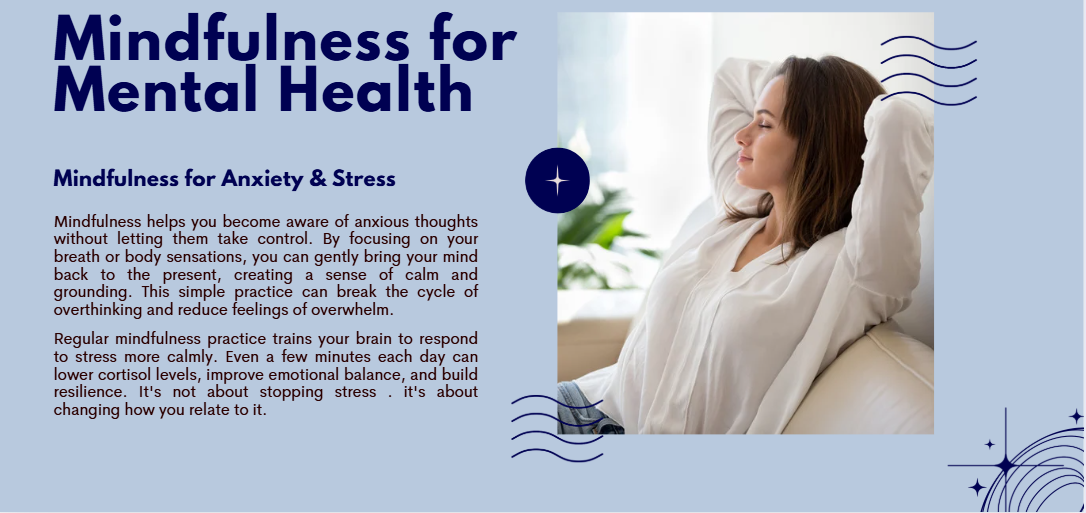 Mindfulness for
Mental Health
Mindfulness for Anxiety & Stress
Mindfulness helps you become aware of anxious thoughts
without letting them take control. By focusing on your
breath or body sensations, you can gently bring your mind
back to the present, creating a sense of calm and
grounding. This simple practice can break the cycle of
overthinking and reduce feelings of overwhelm.
Regular mindfulness practice trains your brain to respond
to stress more calmly. Even a few minutes each day can
lower cortisol levels, improve emotional balance, and build
resilience. It's not about stopping stress . it's about
changing how you relate to it.